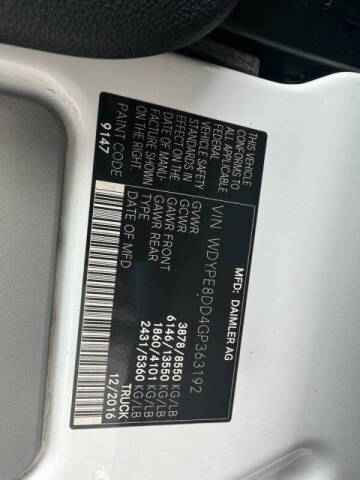 MFD: DAIMLER AG
VIN WDYPE8DD4GP363192
GVWR 3878/8550 KG/LB
GCWR 6146/13550 KG/LB
GAWR FRONT 1860/4101 KG/LB
GAWR REAR 2431/5360 KG/LB
TYPE TRUCK
DATE OF MANU 12/2016
THIS VEHICLE
CONFORMS TO
ALL APPLICABLE
FEDERAL
VEHICLE SAFETY
STANDARDS IN
EFFECT ON THE
DATE OF MANU-
FACTURE SHOWN
ON THE RIGHT.
PAINT CODE
9147